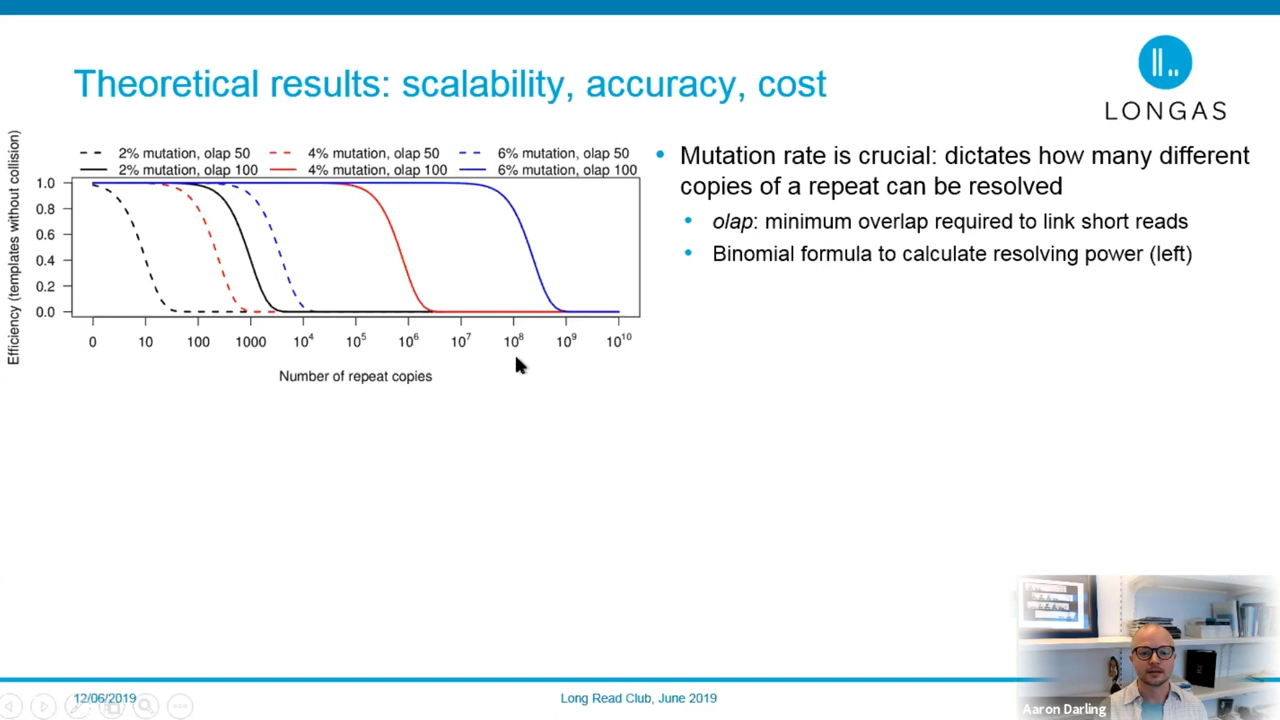 Theoretical results: scalability, accuracy, cost
LONGAS
2% mutation, olap 50
4% mutation, olap 50
6% mutation, olap 50
2% mutation, olap 100
4% mutation, olap 100
6% mutation, olap 100
Efficiency (templates without collision)
1.0
0.8
0.6
0.4
0.2
0.0
0 10 100 1000 10⁴ 10⁵ 10⁶ 10⁷ 10⁸ 10⁹ 10¹⁰
Number of repeat copies
• Mutation rate is crucial: dictates how many different
copies of a repeat can be resolved
• olap: minimum overlap required to link short reads
• Binomial formula to calculate resolving power (left)
12/06/2019
Long Read Club, June 2019
Aaron Darling